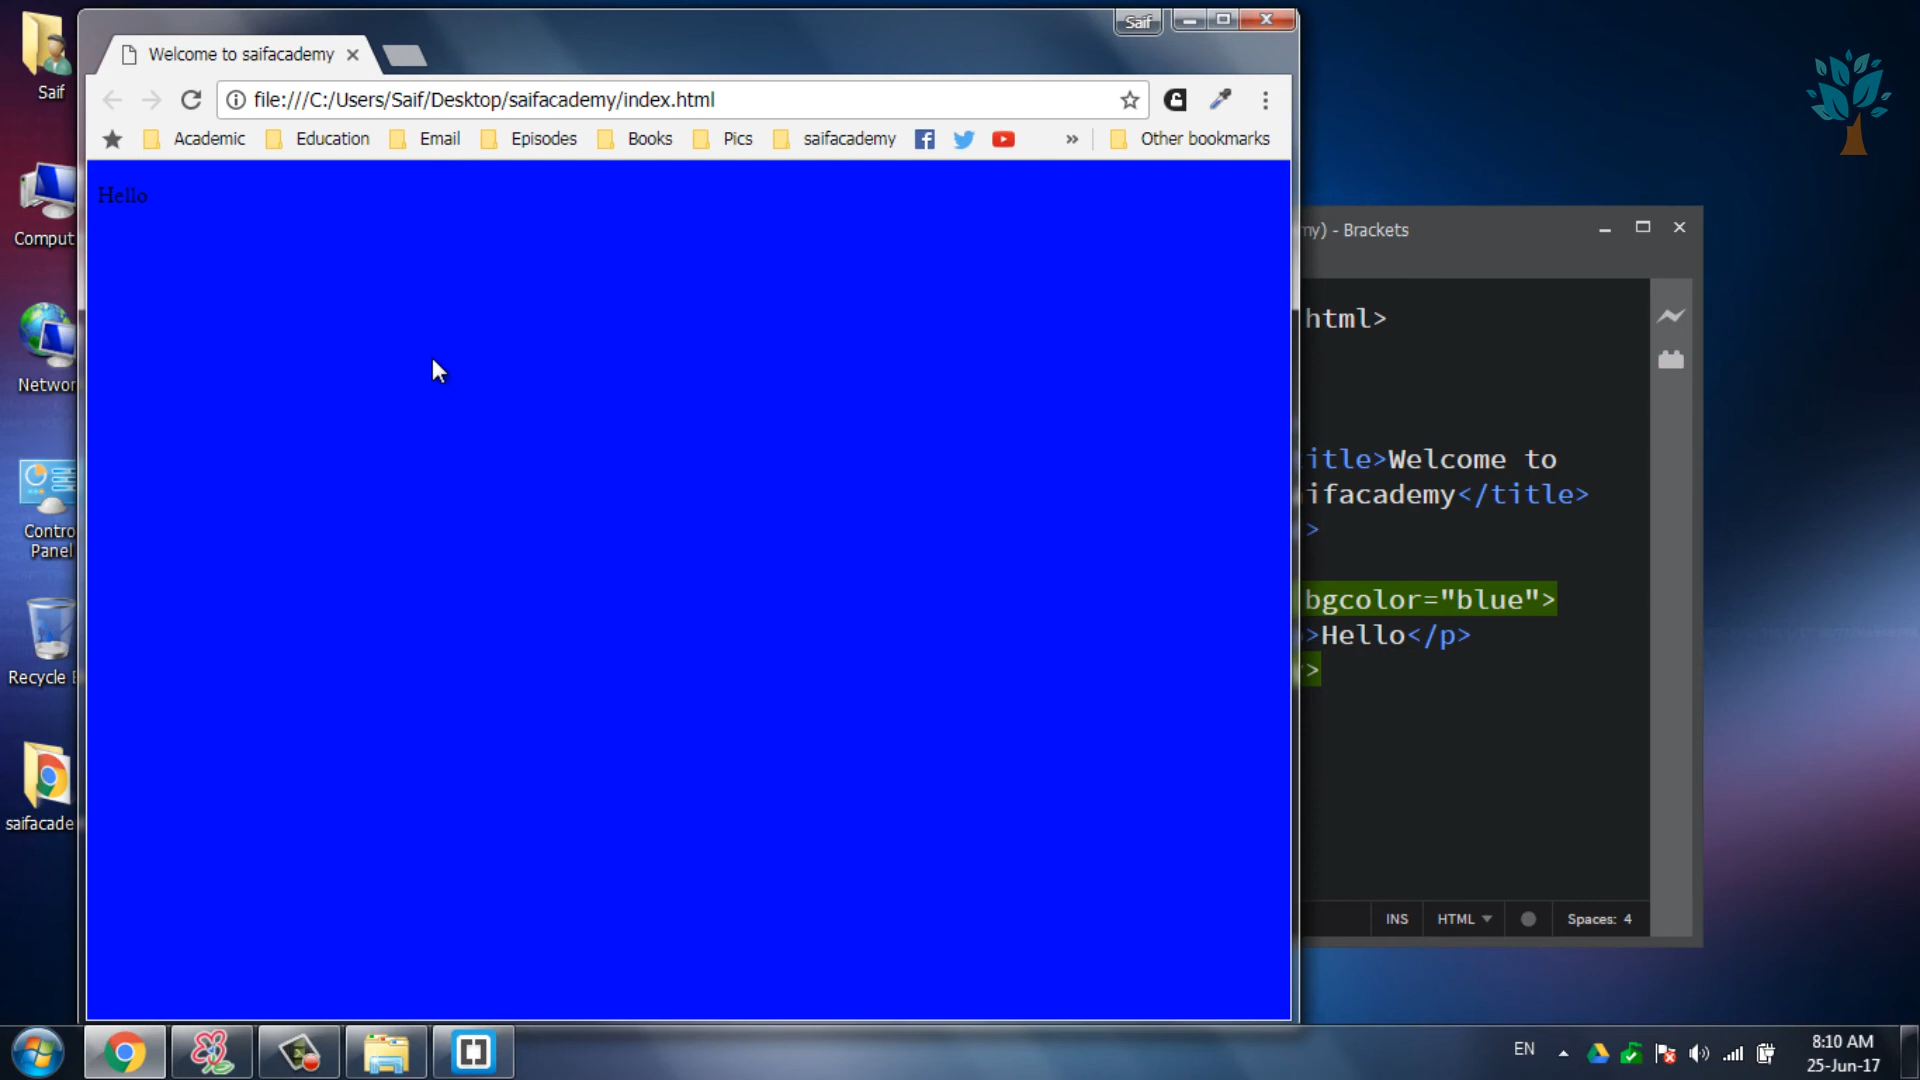 Saif
Welcome to saifacademy
file:///C:/Users/Saif/Desktop/saifacademy/index.html
Academic Education Email Episodes Books Pics saifacademy » Other bookmarks
Hello
Saif
Comput
Networ
Contro
Panel
Recycle
saifacade
my) - Brackets
html>
itle>Welcome to
aifacademy</title>
>
bgcolor="blue">
>Hello</p>
>
INS HTML Spaces: 4
EN
8:10 AM
25-Jun-17